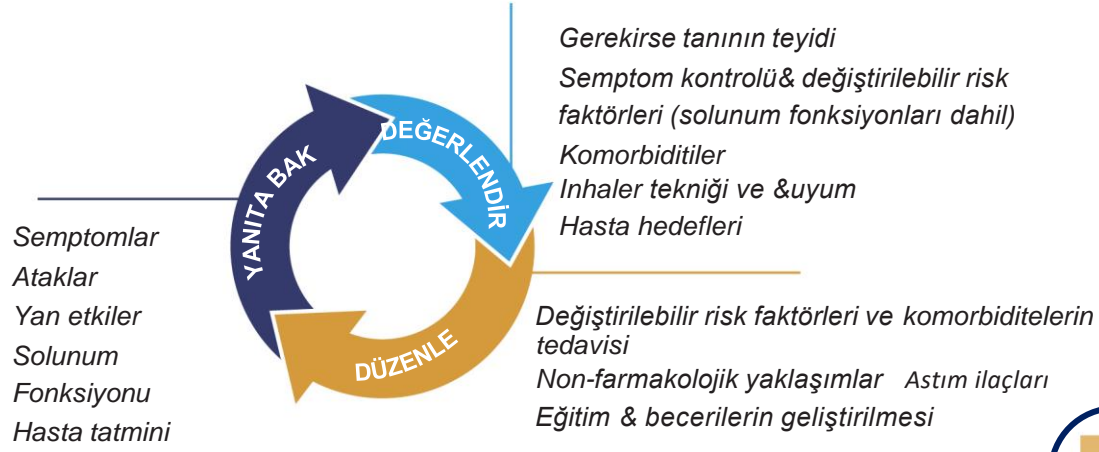 Gerekirse tanının teyidi
Semptom kontrolü& değiştirilebilir risk
faktörleri (solunum fonksiyonları dahil)
Komorbiditiler
Inhaler tekniği ve &uyum
Hasta hedefleri
DEĞERLENDİR
YANITA BAK
DÜZENLE
Semptomlar
Ataklar
Yan etkiler
Solunum
Fonksiyonu
Hasta tatmini
Değiştirilebilir risk faktörleri ve komorbiditelerin
tedavisi
Non-farmakolojik yaklaşımlar Astım ilaçları
Eğitim & becerilerin geliştirilmesi